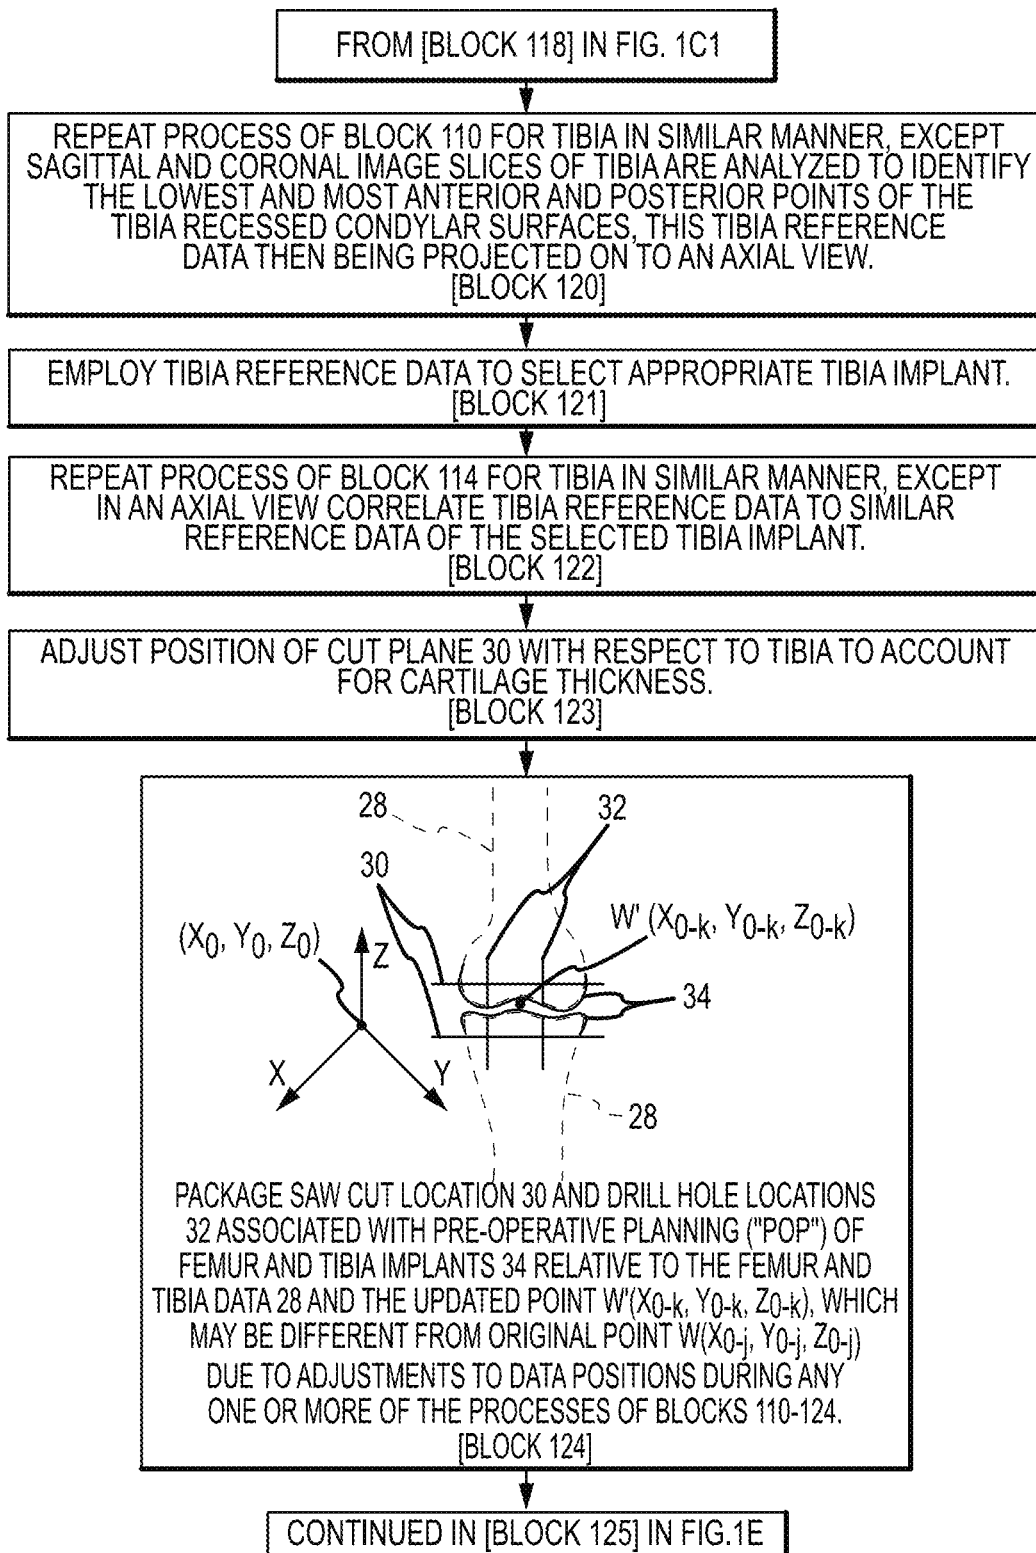 FROM [BLOCK 118] IN FIG. 1C1
REPEAT PROCESS OF BLOCK 110 FOR TIBIA IN SIMILAR MANNER, EXCEPT
SAGITTAL AND CORONAL IMAGE SLICES OF TIBIA ARE ANALYZED TO IDENTIFY
THE LOWEST AND MOST ANTERIOR AND POSTERIOR POINTS OF THE
TIBIA RECESSED CONDYLAR SURFACES, THIS TIBIA REFERENCE
DATA THEN BEING PROJECTED ON TO AN AXIAL VIEW.
[BLOCK 120]
EMPLOY TIBIA REFERENCE DATA TO SELECT APPROPRIATE TIBIA IMPLANT.
[BLOCK 121]
REPEAT PROCESS OF BLOCK 114 FOR TIBIA IN SIMILAR MANNER, EXCEPT
IN AN AXIAL VIEW CORRELATE TIBIA REFERENCE DATA TO SIMILAR
REFERENCE DATA OF THE SELECTED TIBIA IMPLANT.
[BLOCK 122]
ADJUST POSITION OF CUT PLANE 30 WITH RESPECT TO TIBIA TO ACCOUNT
FOR CARTILAGE THICKNESS.
[BLOCK 123]
28
32
30
W' (X0-k, Y0-k, Z0-k)
(X0, Y0, Z0)
Z
34
X
Y
28
PACKAGE SAW CUT LOCATION 30 AND DRILL HOLE LOCATIONS
32 ASSOCIATED WITH PRE-OPERATIVE PLANNING ("POP") OF
FEMUR AND TIBIA IMPLANTS 34 RELATIVE TO THE FEMUR AND
TIBIA DATA 28 AND THE UPDATED POINT W'(X0-k, Y0-k, Z0-k), WHICH
MAY BE DIFFERENT FROM ORIGINAL POINT W(X0-j, Y0-j, Z0-j)
DUE TO ADJUSTMENTS TO DATA POSITIONS DURING ANY
ONE OR MORE OF THE PROCESSES OF BLOCKS 110-124.
[BLOCK 124]
CONTINUED IN [BLOCK 125] IN FIG.1E